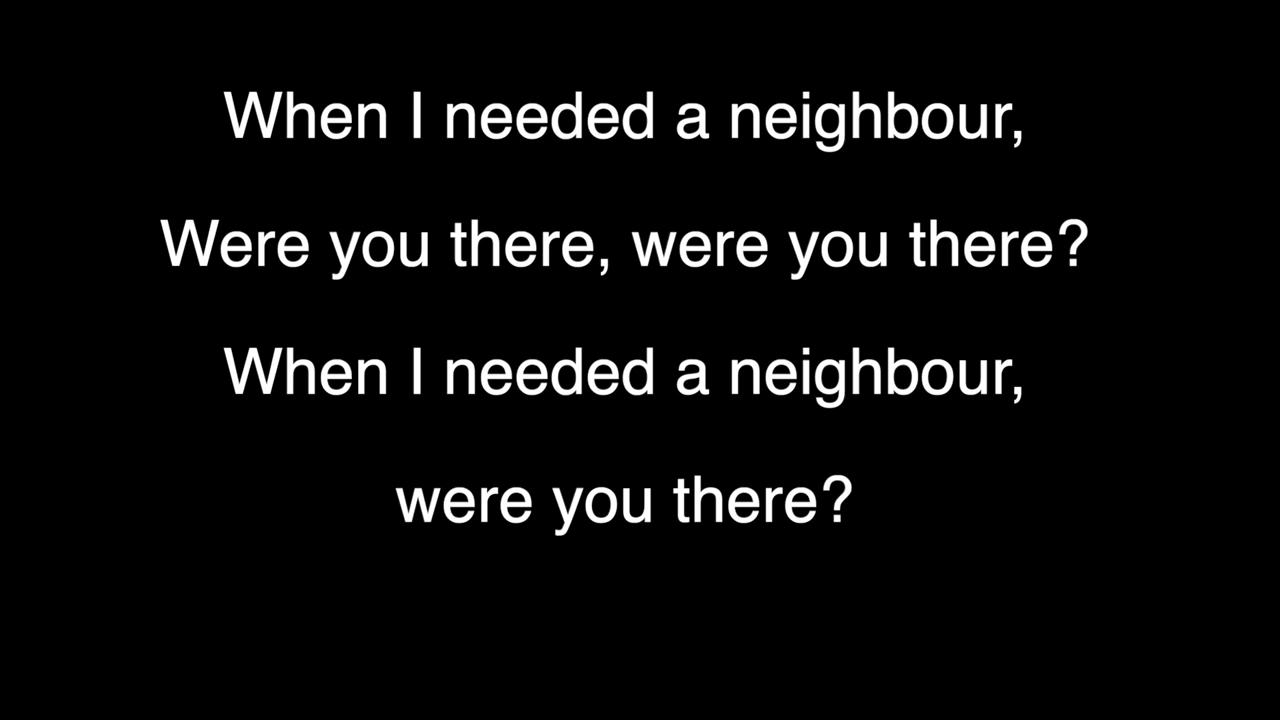 When I needed a neighbour,
Were you there, were you there?
When I needed a neighbour,
were you there?